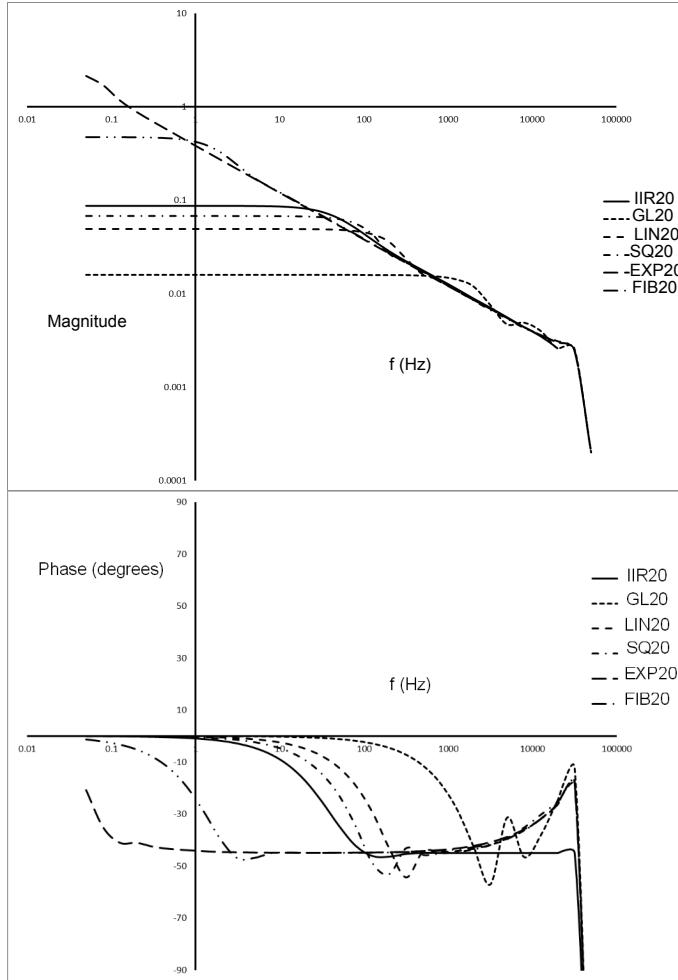 10
1
0.01 0.1 1 10 100 1000 10000 100000
0.1
IIR20
GL20
LIN20
SQ20
EXP20
FIB20
0.01
Magnitude
f (Hz)
0.001
0.0001
90
70
Phase (degrees)
IIR20
50
GL20
LIN20
30
SQ20
f (Hz)
EXP20
10
FIB20
0.01 0.1 1 10 100 1000 10000 100000
-10
-30
-50
-70
-90